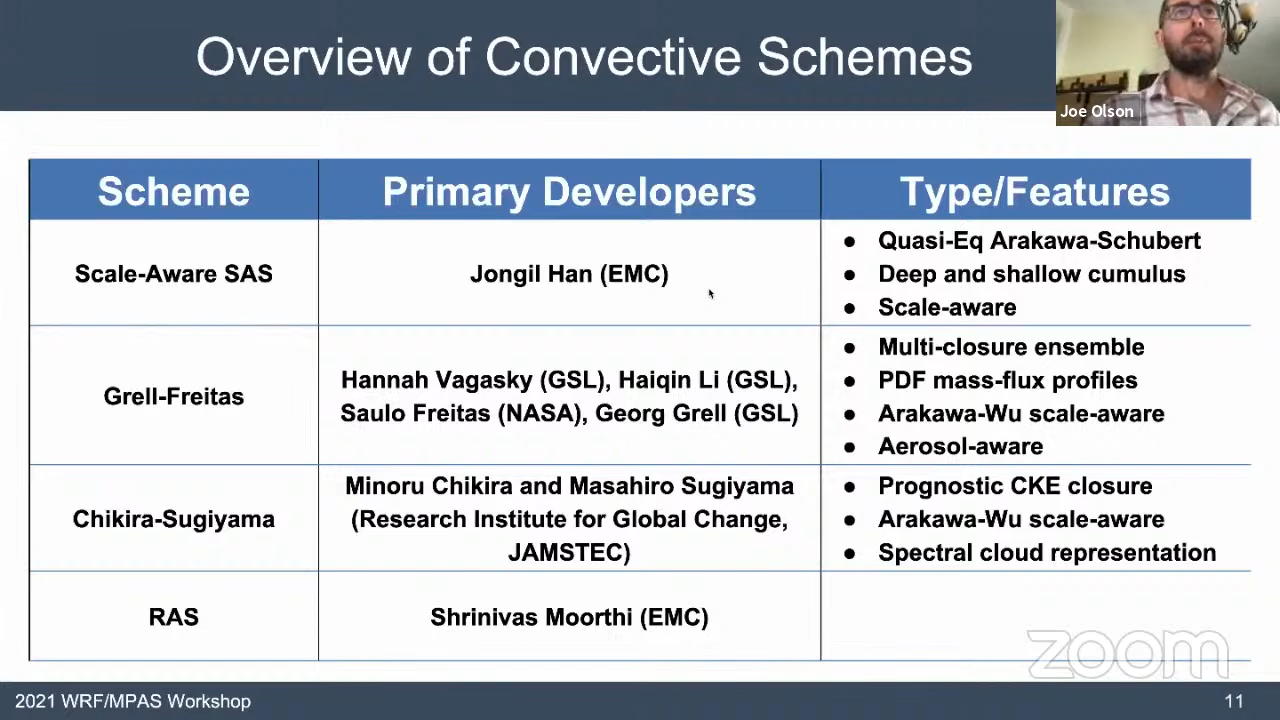 Overview of Convective Schemes
Joe Olson
Scheme
Primary Developers
Type/Features
Scale-Aware SAS
Jongil Han (EMC)
● Quasi-Eq Arakawa-Schubert
● Deep and shallow cumulus
● Scale-aware
Grell-Freitas
Hannah Vagasky (GSL), Haiqin Li (GSL),
Saulo Freitas (NASA), Georg Grell (GSL)
● Multi-closure ensemble
● PDF mass-flux profiles
● Arakawa-Wu scale-aware
● Aerosol-aware
Chikira-Sugiyama
Minoru Chikira and Masahiro Sugiyama
(Research Institute for Global Change,
JAMSTEC)
● Prognostic CKE closure
● Arakawa-Wu scale-aware
● Spectral cloud representation
RAS
Shrinivas Moorthi (EMC)
zoom
2021 WRF/MPAS Workshop
11